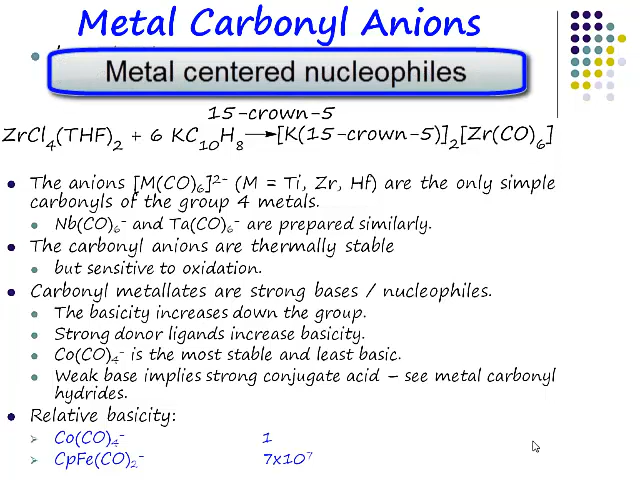 Metal Carbonyl Anions
Metal centered nucleophiles
15-crown-5
ZrCl₄(THF)₂ + 6 KC₁₀H₈ ⟶ [K(15-crown-5)]₂[Zr(CO)₆]
● The anions [M(CO)₆]²⁻ (M = Ti, Zr, Hf) are the only simple
carbonyls of the group 4 metals.
● Nb(CO)₆⁻ and Ta(CO)₆⁻ are prepared similarly.
● The carbonyl anions are thermally stable
● but sensitive to oxidation.
● Carbonyl metallates are strong bases / nucleophiles.
● The basicity increases down the group.
● Strong donor ligands increase basicity.
● Co(CO)₄⁻ is the most stable and least basic.
● Weak base implies strong conjugate acid – see metal carbonyl
hydrides.
● Relative basicity:
➢ Co(CO)₄⁻ 1
➢ CpFe(CO)₂⁻ 7x10⁷